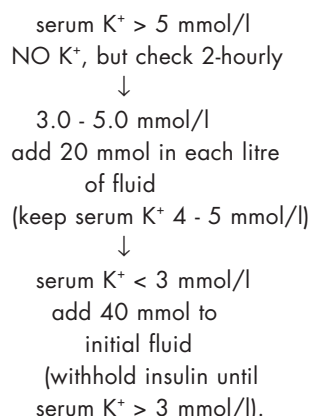 serum K⁺ > 5 mmol/l
NO K⁺, but check 2-hourly
↓
3.0 - 5.0 mmol/l
add 20 mmol in each litre
of fluid
(keep serum K⁺ 4 - 5 mmol/l)
↓
serum K⁺ < 3 mmol/l
add 40 mmol to
initial fluid
(withhold insulin until
serum K⁺ > 3 mmol/l).